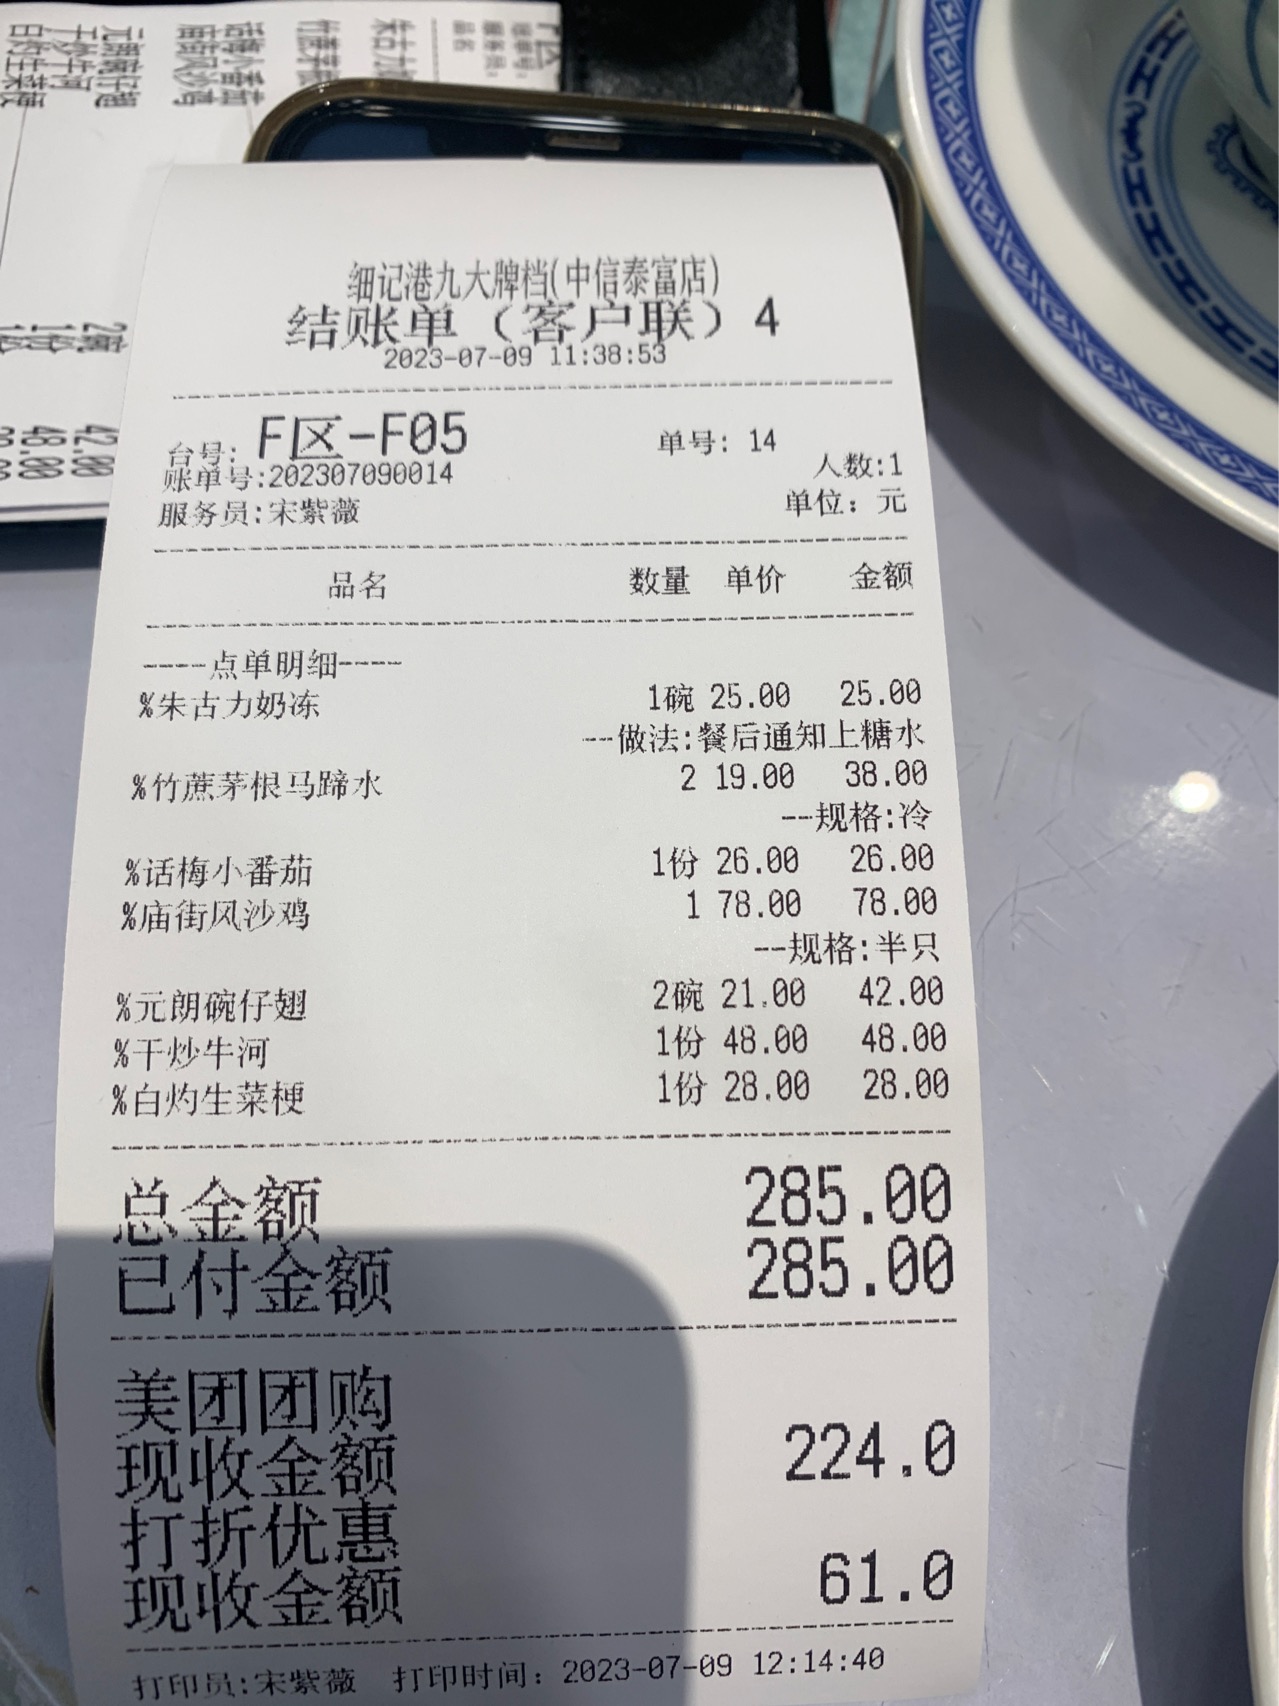 细记港九大牌档(中信泰富店)
结账单（客户联）4
2023-07-09 11:38:53
台号: F区-F05 单号: 14
账单号:202307090014 人数:1
服务员:宋紫薇 单位: 元
品名 数量 单价 金额
----点单明细----
%朱古力奶冻 1碗 25.00 25.00
--做法:餐后通知上糖水
%竹蔗茅根马蹄水 2 19.00 38.00
--规格:冷
%话梅小番茄 1份 26.00 26.00
%庙街风沙鸡 1 78.00 78.00
--规格:半只
%元朗碗仔翅 2碗 21.00 42.00
%干炒牛河 1份 48.00 48.00
%白灼生菜梗 1份 28.00 28.00
总金额 285.00
已付金额 285.00
美团团购
现收金额 224.0
打折优惠
现收金额 61.0
打印员:宋紫薇 打印时间: 2023-07-09 12:14:40